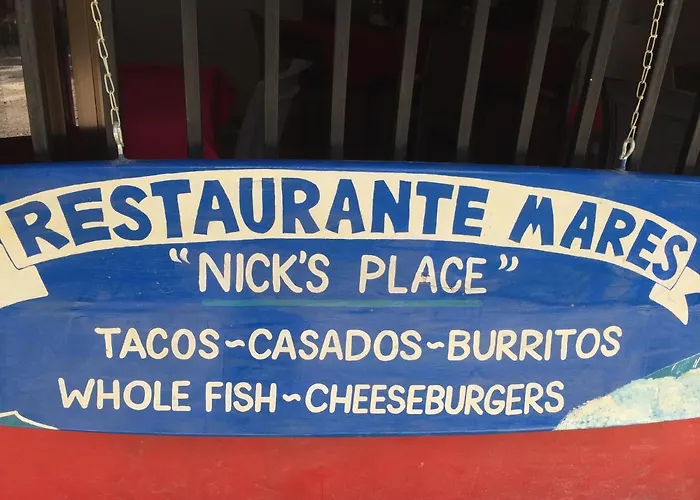 RESTAURANTE MARES
"NICK'S PLACE"
TACOS~CASADOS~BURRITOS
WHOLE FISH~CHEESEBURGERS